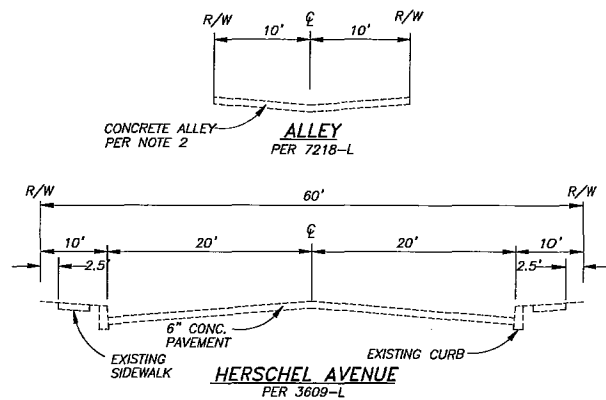 R/W
℄
R/W
10'
10'
CONCRETE ALLEY
PER NOTE 2
ALLEY
PER 7218-L
R/W
R/W
60'
℄
10'
20'
20'
10'
2.5'
2.5'
6" CONC.
PAVEMENT
EXISTING
SIDEWALK
EXISTING CURB
HERSCHEL AVENUE
PER 3609-L